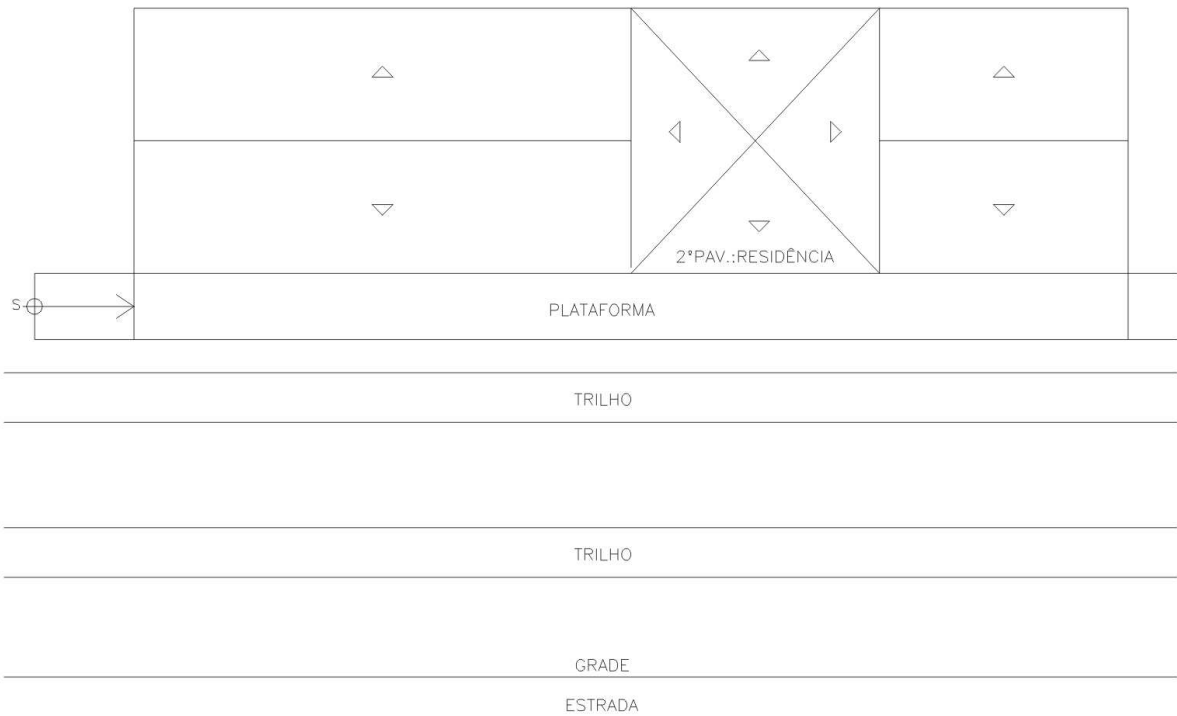 2°PAV.:RESIDÊNCIA
S
PLATAFORMA
TRILHO
TRILHO
GRADE
ESTRADA